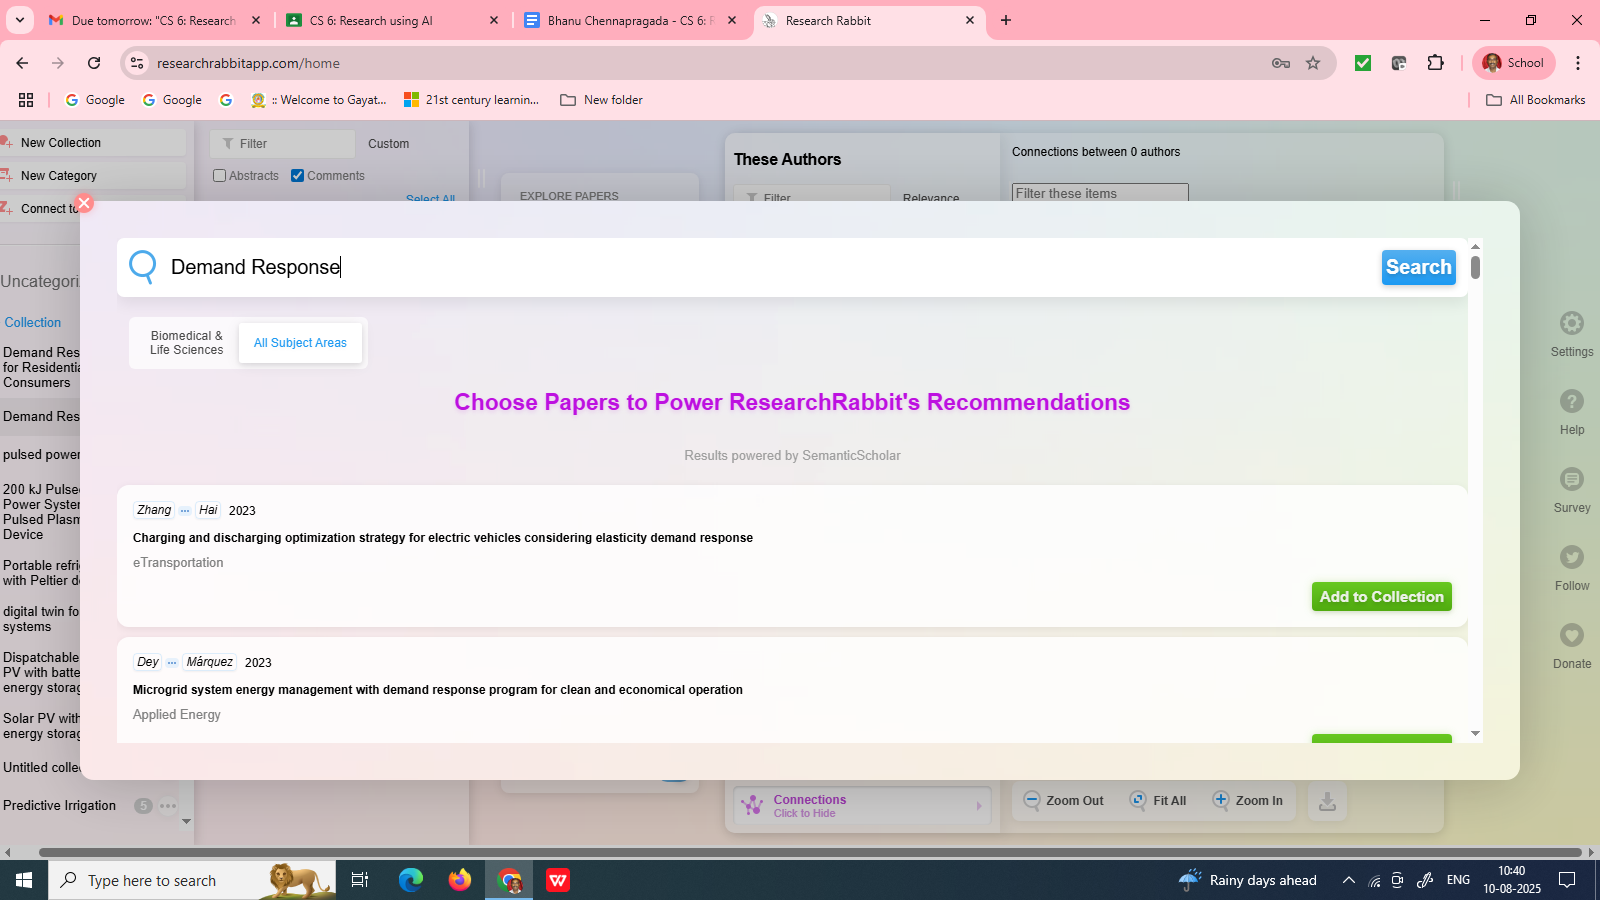 Due tomorrow: "CS 6: Research
CS 6: Research using AI
Bhanu Chennapragada - CS 6: R
Research Rabbit
researchrabbitapp.com/home
School
Google
Google
:: Welcome to Gayat...
21st century learnin...
New folder
All Bookmarks
New Collection
New Category
Connect to
Filter
Custom
Abstracts
Comments
Select All
EXPLORE PAPERS
These Authors
Filter
Relevance
Connections between 0 authors
Filter these items
Demand Response
Search
Biomedical &
Life Sciences
All Subject Areas
Choose Papers to Power ResearchRabbit's Recommendations
Results powered by SemanticScholar
Zhang ... Hai 2023
Charging and discharging optimization strategy for electric vehicles considering elasticity demand response
eTransportation
Add to Collection
Dey ... Márquez 2023
Microgrid system energy management with demand response program for clean and economical operation
Applied Energy
Uncategori
Collection
Demand Res
for Residentia
Consumers
Demand Res
pulsed power
200 kJ Pulse
Power Syster
Pulsed Plasm
Device
Portable refri
with Peltier d
digital twin fo
systems
Dispatchable
PV with batte
energy storag
Solar PV with
energy storag
Untitled colle
Predictive Irrigation 5
Settings
Help
Survey
Follow
Donate
Connections
Click to Hide
Zoom Out
Fit All
Zoom In
Type here to search
Rainy days ahead
ENG
10:40
10-08-2025